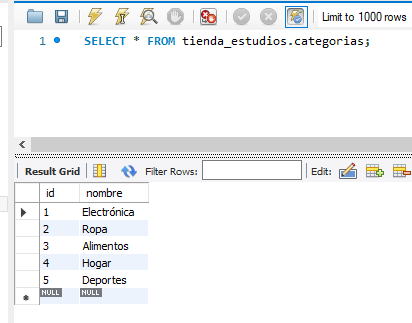 Limit to 1000 rows
1 SELECT * FROM tienda_estudios.categorias;
Result Grid Filter Rows: Edit:
id nombre
1 Electrónica
2 Ropa
3 Alimentos
4 Hogar
5 Deportes
NULL NULL